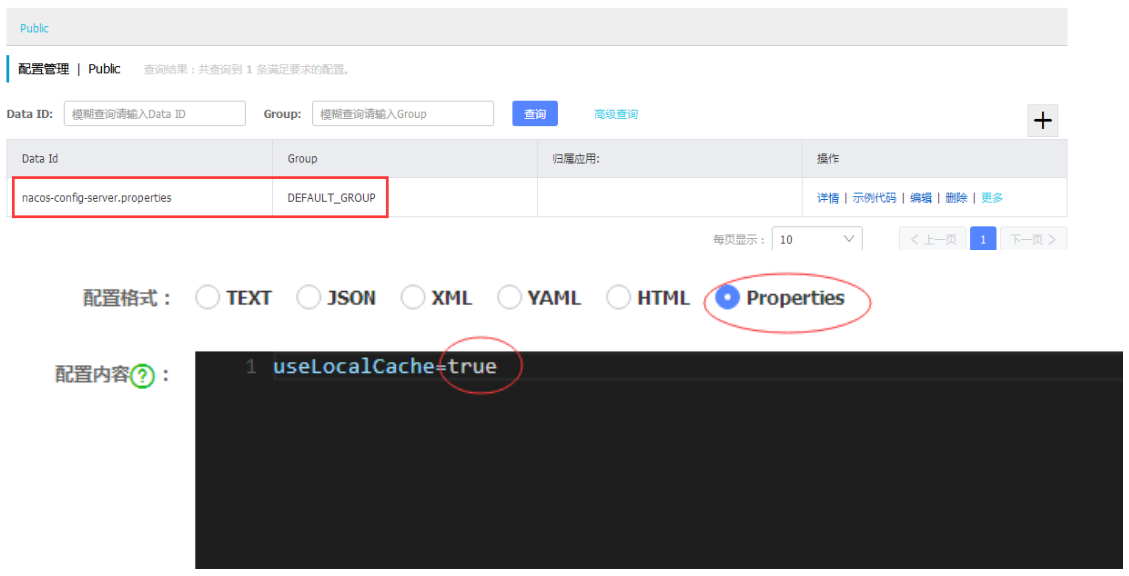 Public
配置管理 | Public 查询结果：共查询到 1 条满足要求的配置。
Data ID: 模糊查询请输入Data ID Group: 模糊查询请输入Group 查询 高级查询
Data Id Group 归属应用: 操作
nacos-config-server.properties DEFAULT_GROUP 详情 | 示例代码 | 编辑 | 删除 | 更多
每页显示： 10 < 上一页 1 下一页 >
配置格式： TEXT JSON XML YAML HTML Properties
配置内容?： 1 useLocalCache=true